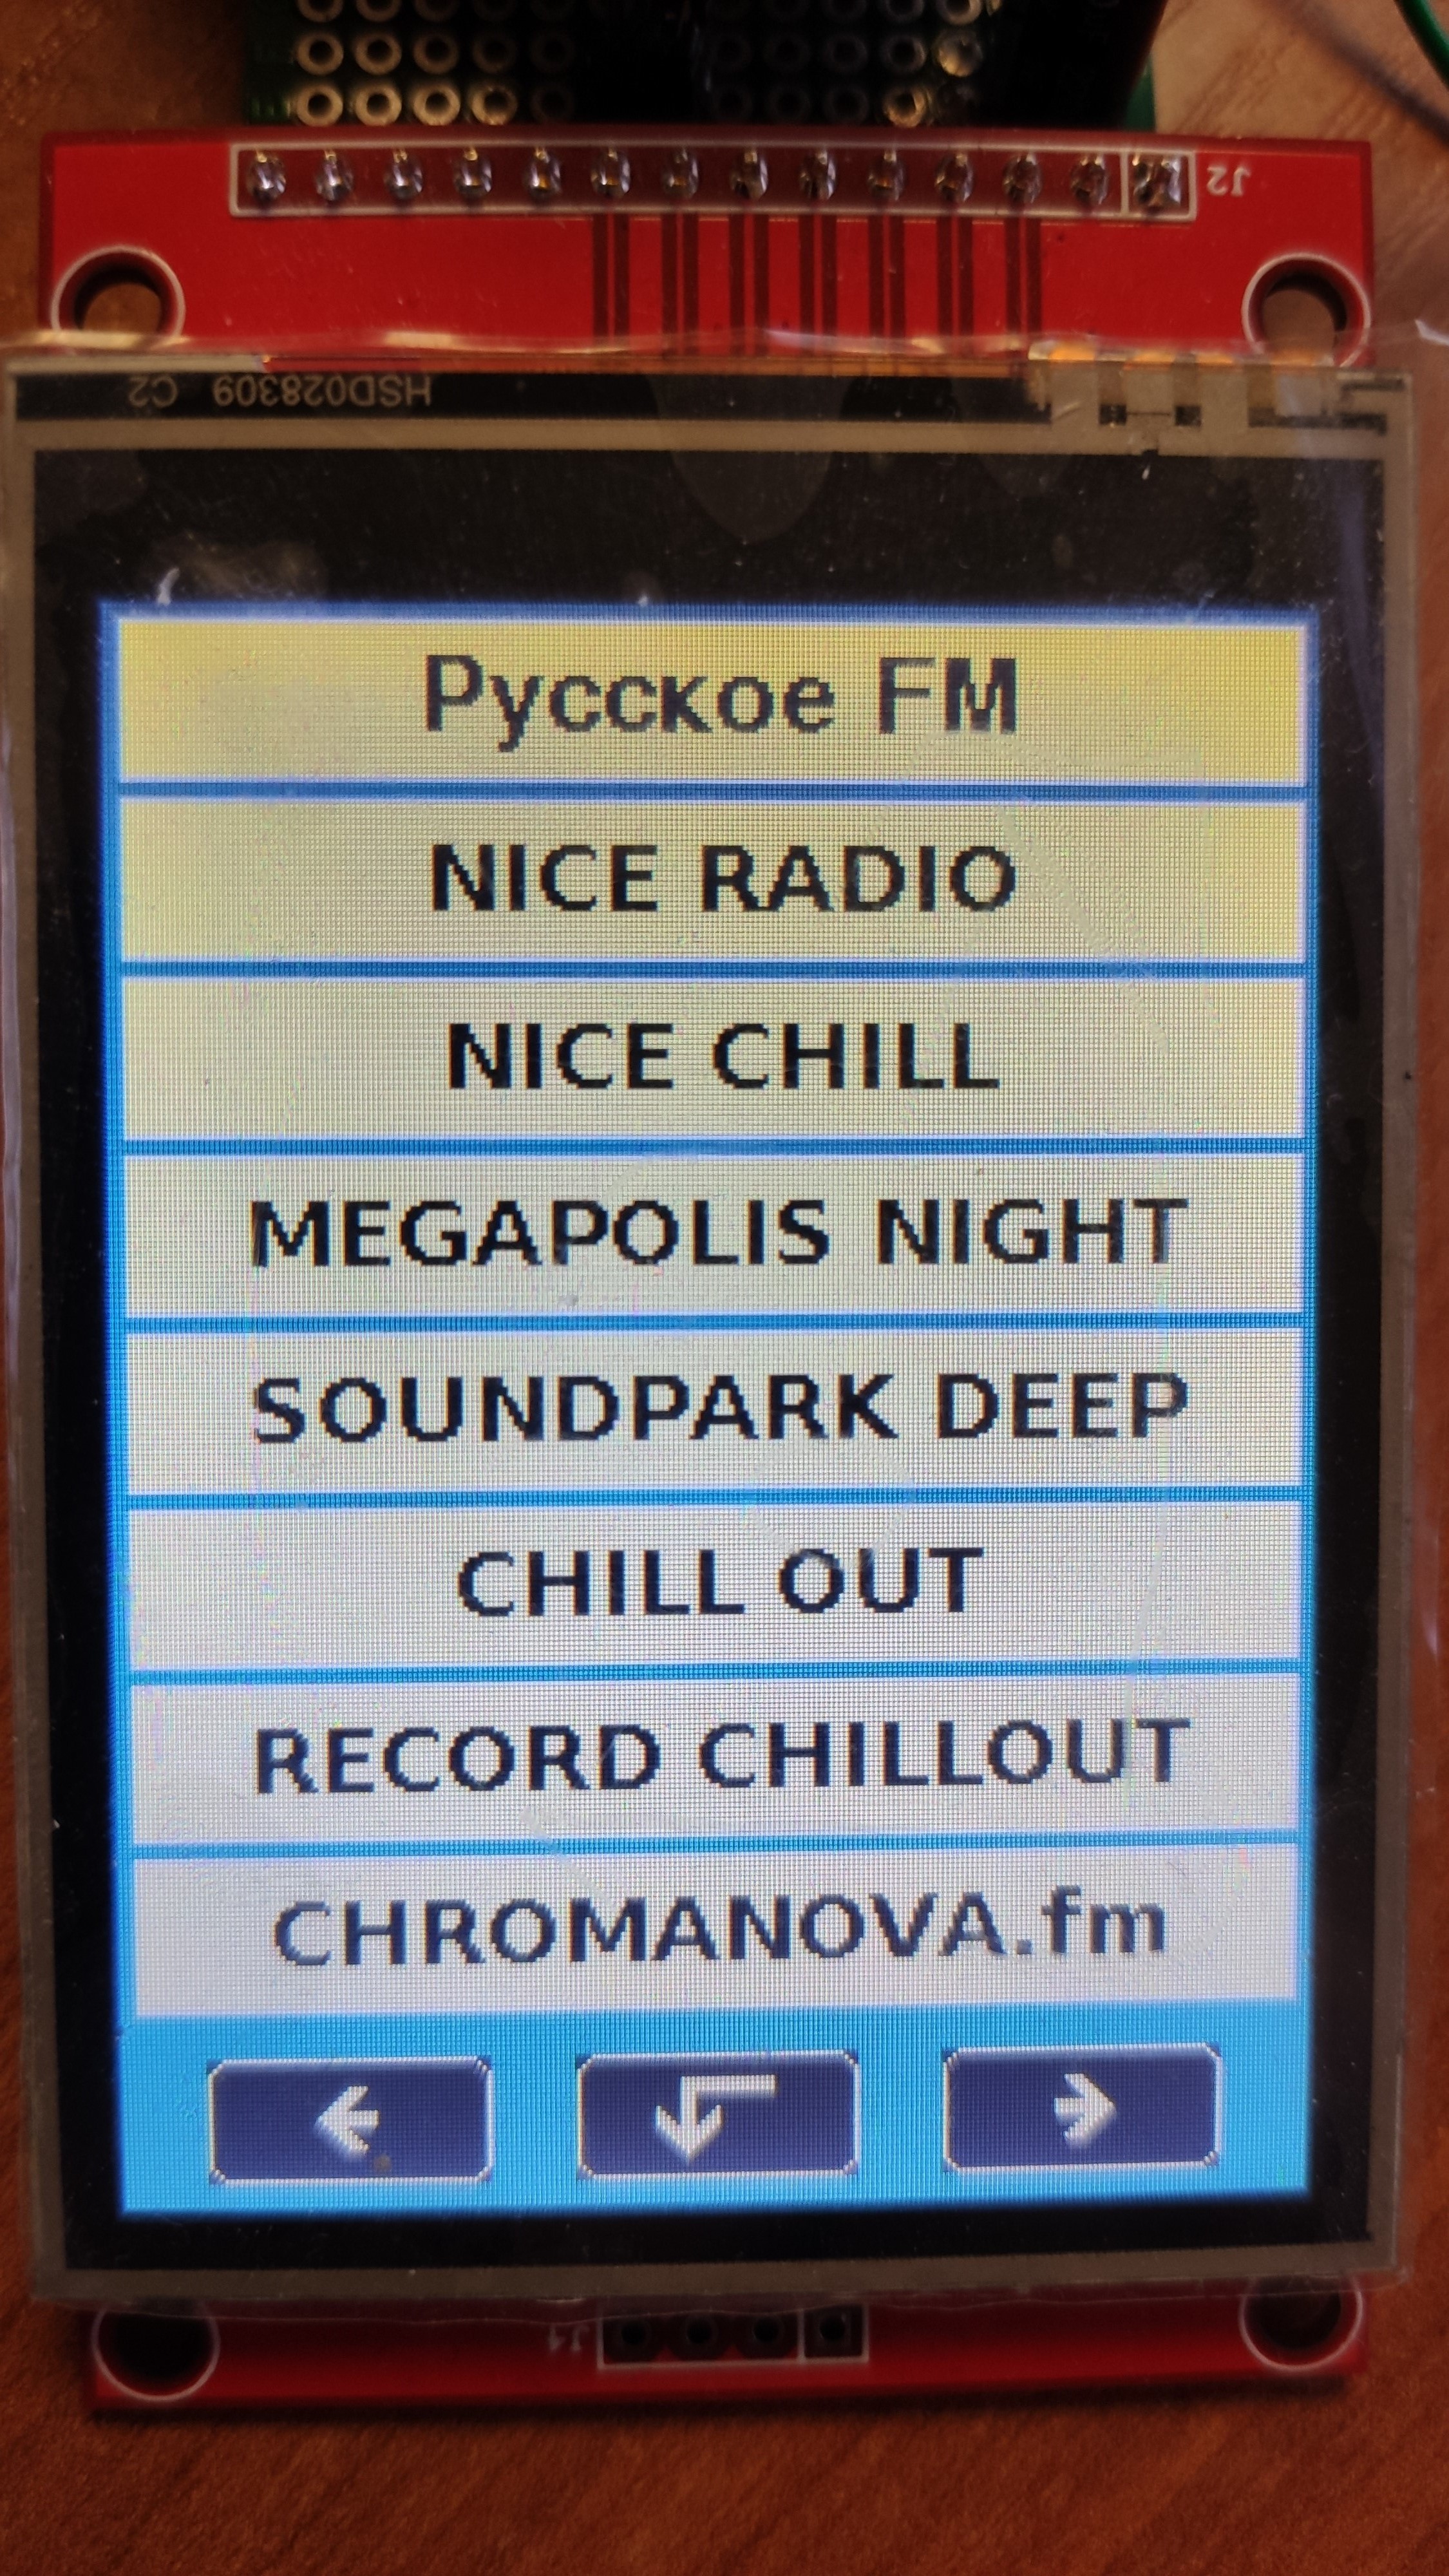 J2
HSD028309 C2
Русское FM
NICE RADIO
NICE CHILL
MEGAPOLIS NIGHT
SOUNDPARK DEEP
CHILL OUT
RECORD CHILLOUT
CHROMANOVA.fm
J4